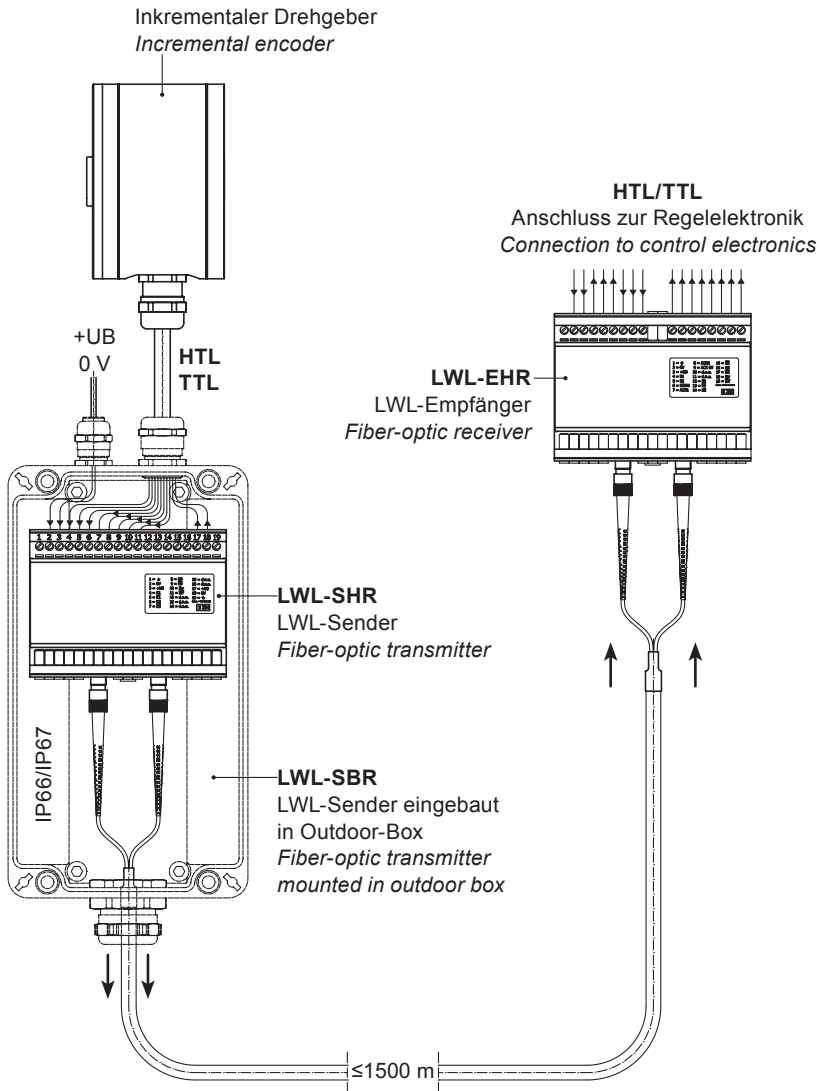 Inkrementaler Drehgeber
Incremental encoder
HTL/TTL
Anschluss zur Regelelektronik
Connection to control electronics
+UB
0 V
HTL
TTL
LWL-EHR
LWL-Empfänger
Fiber-optic receiver
1 2 3 4 5 6 7 8 9 10 11 12 13 14 15 16 17 18 19
LWL-SHR
LWL-Sender
Fiber-optic transmitter
IP66/IP67
LWL-SBR
LWL-Sender eingebaut
in Outdoor-Box
Fiber-optic transmitter
mounted in outdoor box
≤1500 m